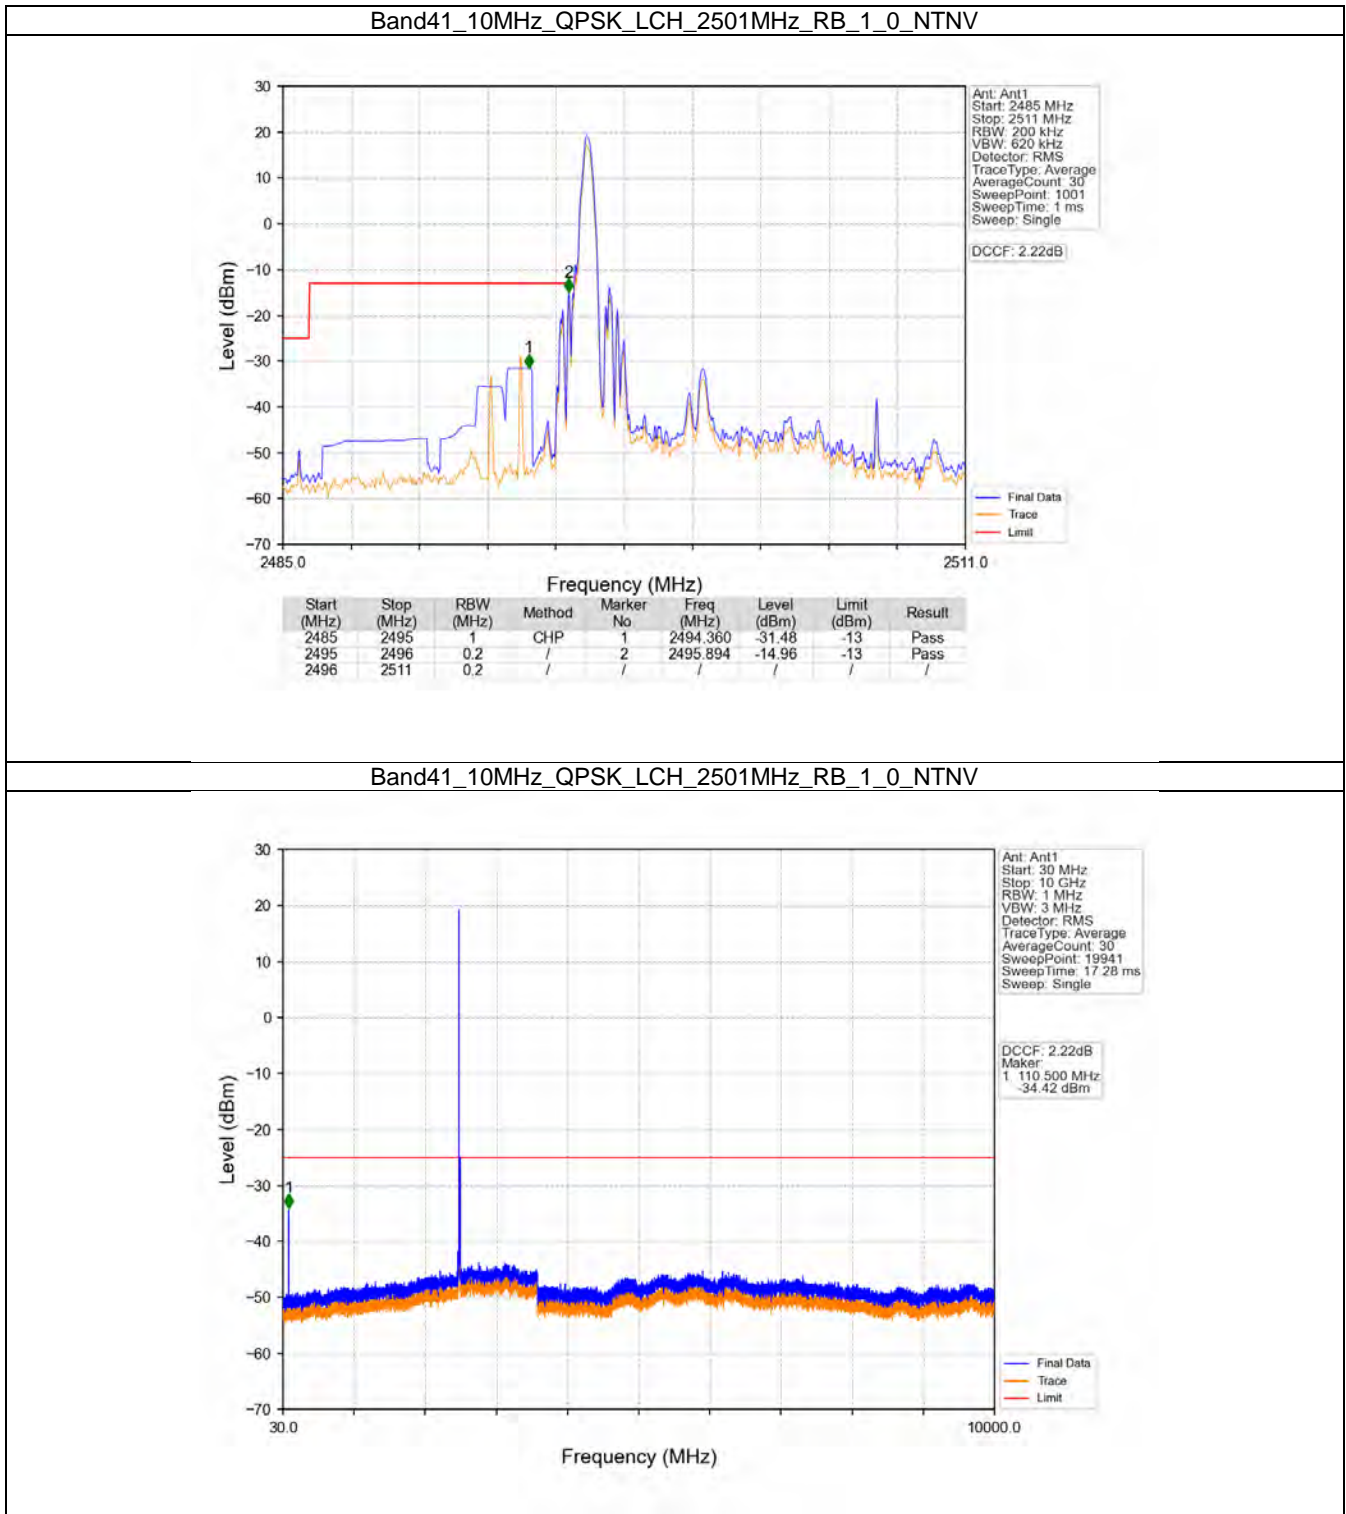 Band41_10MHz_QPSK_LCH_2501MHz_RB_1_0_NTNV
30
20
10
0
−10
−20
−30
−40
−50
−60
−70
Level (dBm)
2
1
2485.0
2511.0
Frequency (MHz)
Ant: Ant1
Start: 2485 MHz
Stop: 2511 MHz
RBW: 200 kHz
VBW: 620 kHz
Detector: RMS
TraceType: Average
AverageCount: 30
SweepPoint: 1001
SweepTime: 1 ms
Sweep: Single
DCCF: 2.22dB
Final Data
Trace
Limit
Start (MHz) Stop (MHz) RBW (MHz) Method Marker No Freq (MHz) Level (dBm) Limit (dBm) Result
2485 2495 1 CHP 1 2494.360 -31.48 -13 Pass
2495 2496 0.2 / 2 2495.894 -14.96 -13 Pass
2496 2511 0.2 / / / / / /
Band41_10MHz_QPSK_LCH_2501MHz_RB_1_0_NTNV
30
20
10
0
−10
−20
−30
−40
−50
−60
−70
Level (dBm)
1
30.0
10000.0
Frequency (MHz)
Ant: Ant1
Start: 30 MHz
Stop: 10 GHz
RBW: 1 MHz
VBW: 3 MHz
Detector: RMS
TraceType: Average
AverageCount: 30
SweepPoint: 19941
SweepTime: 17.28 ms
Sweep: Single
DCCF: 2.22dB
Maker:
1 110.500 MHz
-34.42 dBm
Final Data
Trace
Limit